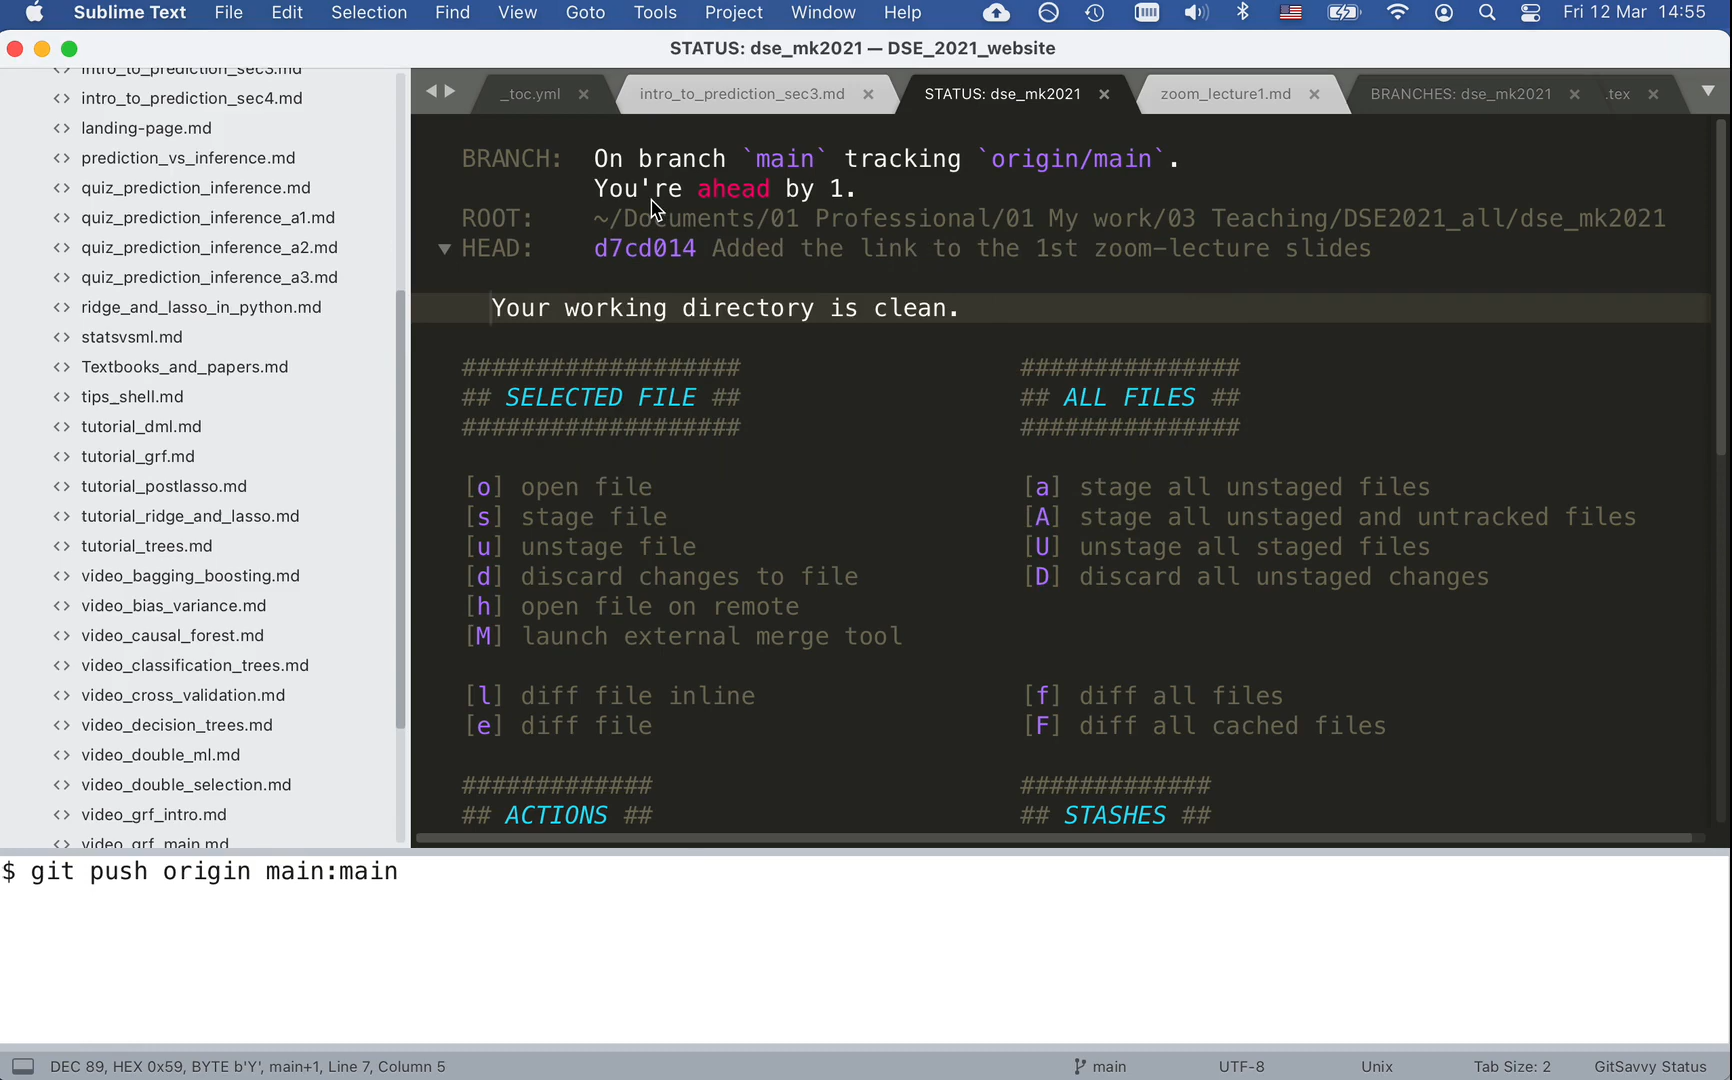 Sublime Text File Edit Selection Find View Goto Tools Project Window Help Fri 12 Mar 14:55
STATUS: dse_mk2021 — DSE_2021_website
intro_to_prediction_sec3.md
intro_to_prediction_sec4.md
landing-page.md
prediction_vs_inference.md
quiz_prediction_inference.md
quiz_prediction_inference_a1.md
quiz_prediction_inference_a2.md
quiz_prediction_inference_a3.md
ridge_and_lasso_in_python.md
statsvsml.md
Textbooks_and_papers.md
tips_shell.md
tutorial_dml.md
tutorial_grf.md
tutorial_postlasso.md
tutorial_ridge_and_lasso.md
tutorial_trees.md
video_bagging_boosting.md
video_bias_variance.md
video_causal_forest.md
video_classification_trees.md
video_cross_validation.md
video_decision_trees.md
video_double_ml.md
video_double_selection.md
video_grf_intro.md
video_grf_main.md
_toc.yml intro_to_prediction_sec3.md STATUS: dse_mk2021 zoom_lecture1.md BRANCHES: dse_mk2021 .tex
BRANCH: On branch `main` tracking `origin/main`.
You're ahead by 1.
ROOT: ~/Documents/01 Professional/01 My work/03 Teaching/DSE2021_all/dse_mk2021
HEAD: d7cd014 Added the link to the 1st zoom-lecture slides
Your working directory is clean.
################### ###############
## SELECTED FILE ## ## ALL FILES ##
################### ###############
[o] open file [a] stage all unstaged files
[s] stage file [A] stage all unstaged and untracked files
[u] unstage file [U] unstage all staged files
[d] discard changes to file [D] discard all unstaged changes
[h] open file on remote
[M] launch external merge tool
[l] diff file inline [f] diff all files
[e] diff file [F] diff all cached files
############# #############
## ACTIONS ## ## STASHES ##
$ git push origin main:main
DEC 89, HEX 0x59, BYTE b'Y', main+1, Line 7, Column 5 main UTF-8 Unix Tab Size: 2 GitSavvy Status